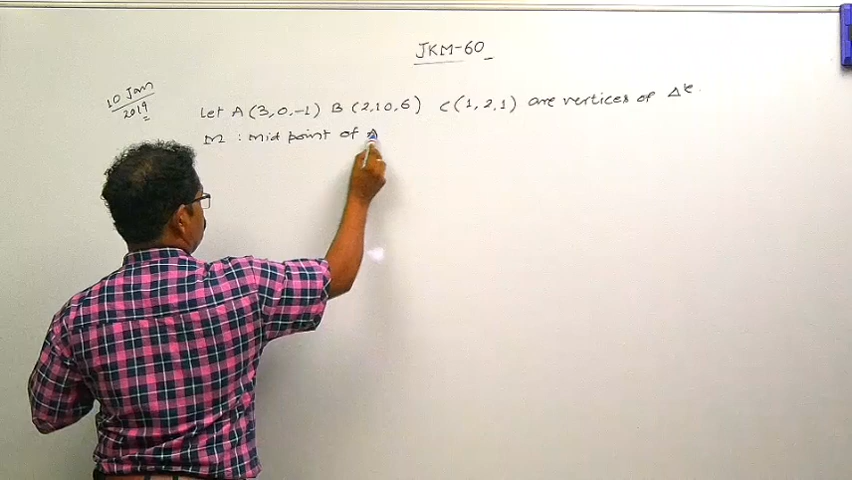 JKM-60
10 Jan
2019
Let A (3,0,-1) B (2,10,6) C (1,2,1) are vertices of Δle.
M : mid point of A